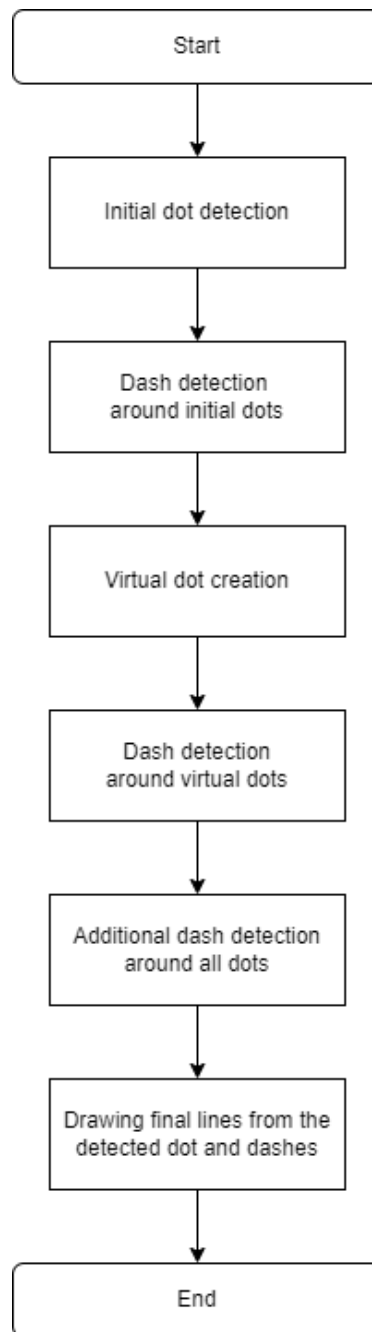 Start
Initial dot detection
Dash detection
around initial dots
Virtual dot creation
Dash detection
around virtual dots
Additional dash detection
around all dots
Drawing final lines from the
detected dot and dashes
End